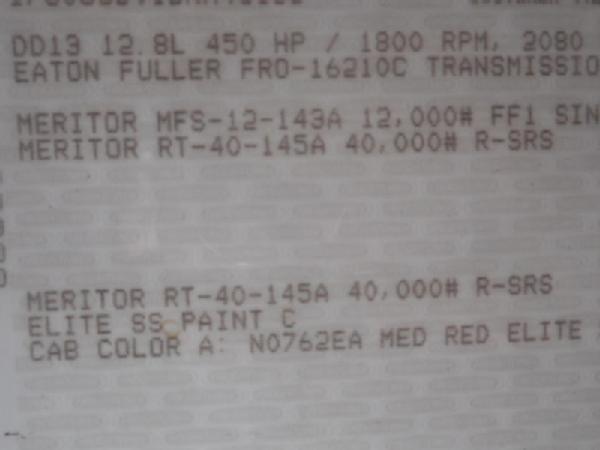 DD13 12.8L 450 HP / 1800 RPM, 2080
EATON FULLER FRO-16210C TRANSMISSIO
MERITOR MFS-12-143A 12,000# FF1 SIN
MERITOR RT-40-145A 40,000# R-SRS
MERITOR RT-40-145A 40,000# R-SRS
ELITE SS PAINT C
CAB COLOR A: N0762EA MED RED ELITE